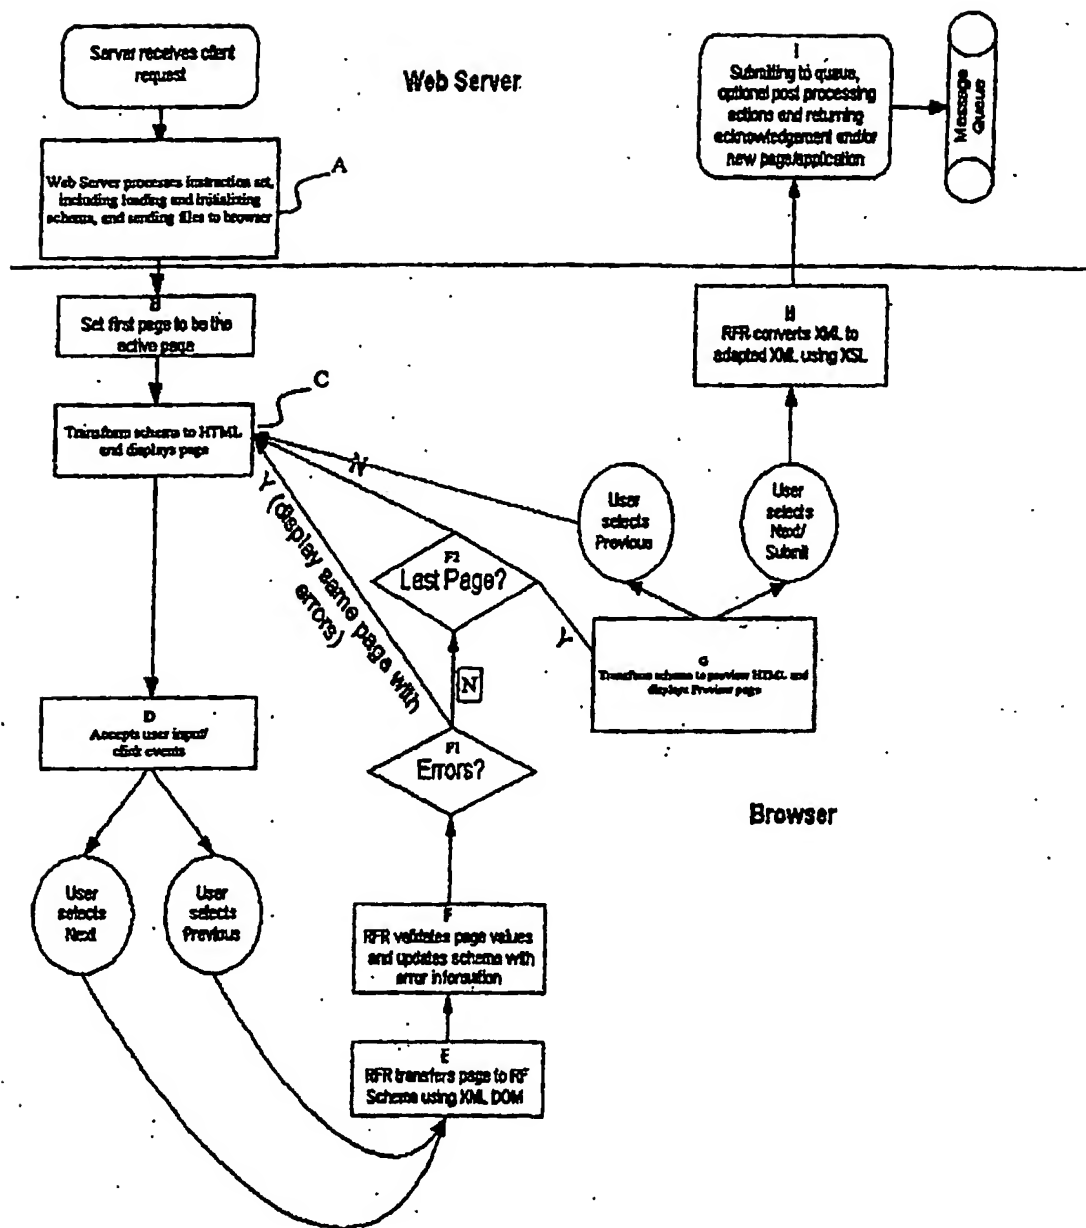 Server receives client
request
Web Server
I
Submitting to queue,
optional post processing
actions and returning
acknowledgement and/or
new page/application
Message
Queue
Web Server processes instruction set,
including loading and initializing
schema, and sending files to browser
A
B
Set first page to be the
active page
H
RFR converts XML to
adapted XML using XSL
C
Transform schema to HTML
and displays page
N
Y (display same page with
errors)
User
selects
Previous
User
selects
Next/
Submit
F2
Last Page?
Y
G
Transform schema to preview HTML and
displays Preview page
N
D
Accepts user input/
click events
F1
Errors?
Browser
User
selects
Next
User
selects
Previous
F
RFR validates page values
and updates schema with
error information
E
RFR transfers page to RF
Schema using XML DOM